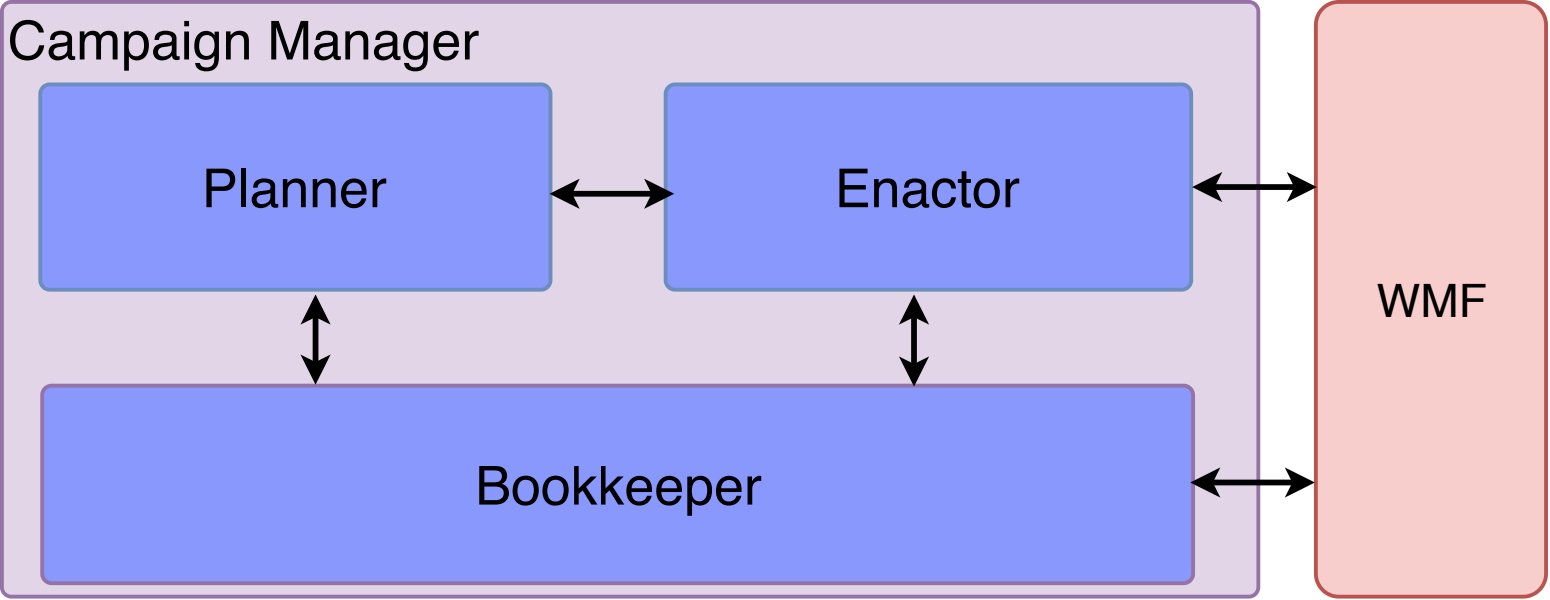 Campaign Manager
Planner
Enactor
WMF
Bookkeeper